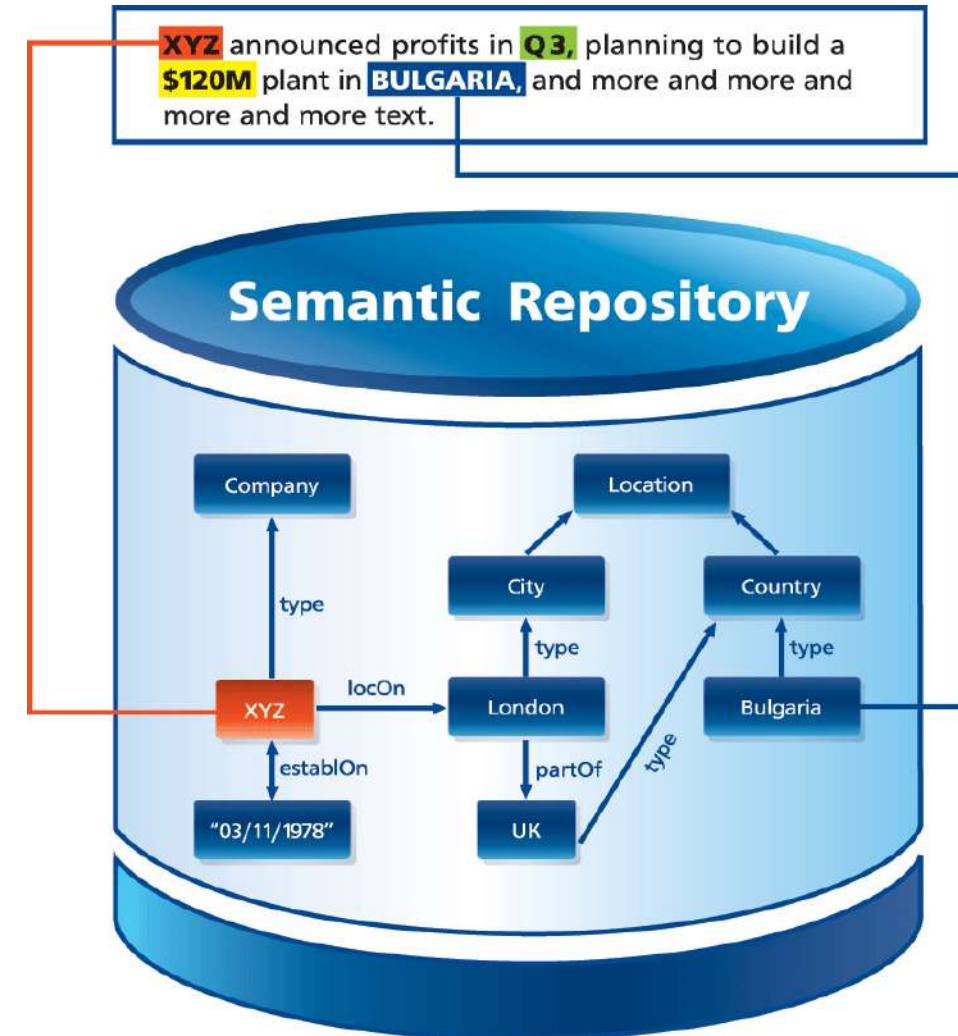 XYZ announced profits in Q3, planning to build a
$120M plant in BULGARIA, and more and more and
more and more text.
Semantic Repository
Company
Location
City
Country
type
type
type
XYZ
locOn
London
Bulgaria
establOn
partOf
type
"03/11/1978"
UK